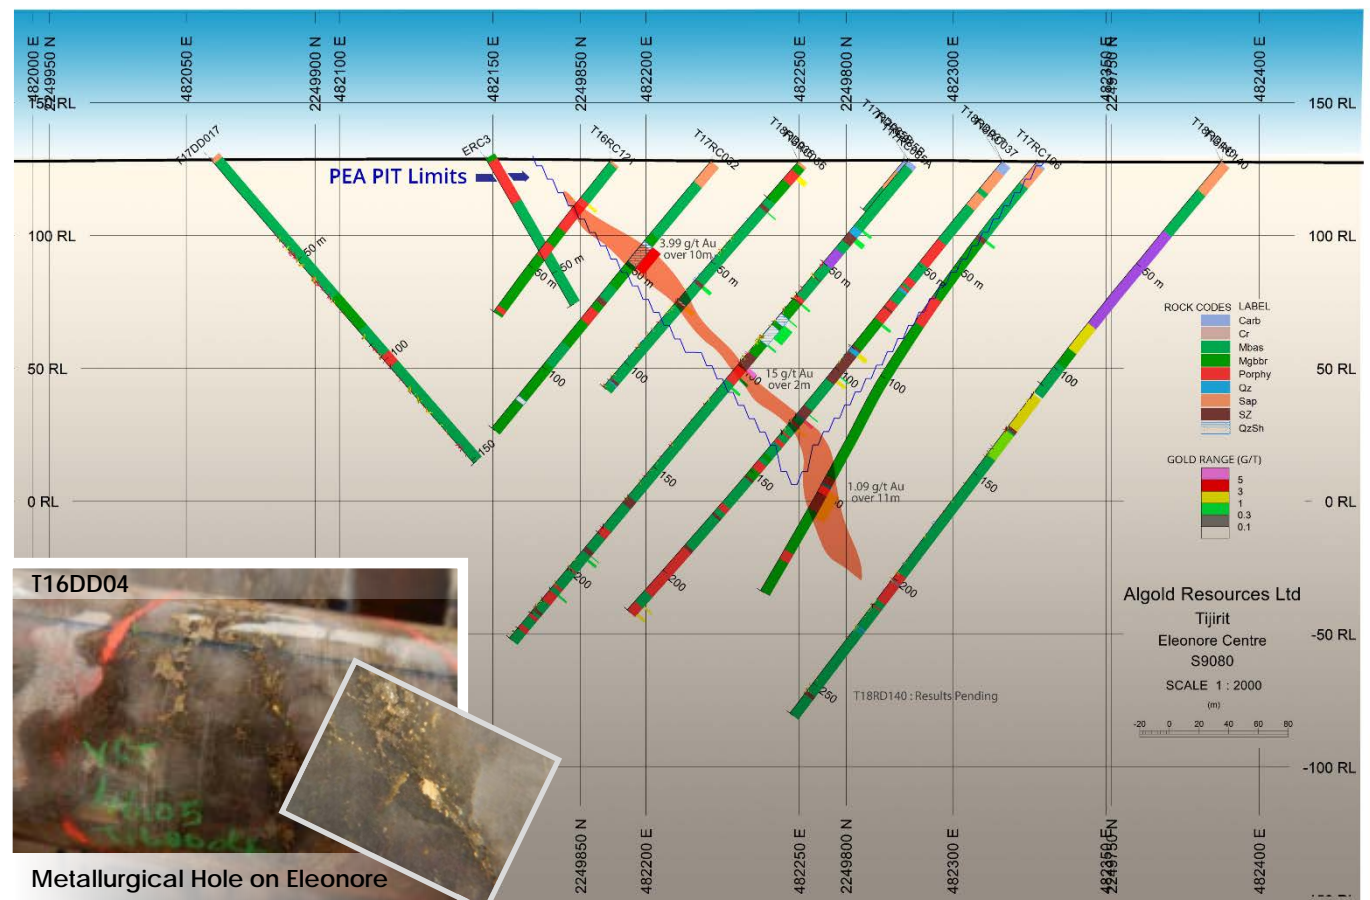 482000 E
2249950 N
482050 E
2249900 N
482100 E
482150 E
2249850 N
482200 E
482250 E
2249800 N
482300 E
482400 E
150 RL
150 RL
T17DD017
ERC3
T16RC121
T17RC032
T17RC106
PEA PIT Limits
100 RL
100 RL
3.99 g/t Au
over 10m
50 m
50 m
50 m
50 m
50 m
50 m
50 m
50 m
ROCK CODES LABEL
Carb
Cr
Mbas
Mgbbr
Porphy
Qz
Sap
SZ
QzSh
50 RL
50 RL
100
100
100
100
100
100
15 g/t Au
over 2m
GOLD RANGE (G/T)
5
3
1
0.3
0.1
150
150
150
150
0 RL
0 RL
1.09 g/t Au
over 11m
200
200
200
250
T18RD140 : Results Pending
-50 RL
-50 RL
-100 RL
-100 RL
Algold Resources Ltd
Tijirit
Eleonore Centre
S9080
SCALE 1 : 2000
(m)
-20 0 20 40 60 80
T16DD04
Metallurgical Hole on Eleonore
2249850 N
482200 E
482250 E
2249800 N
482300 E
482400 E